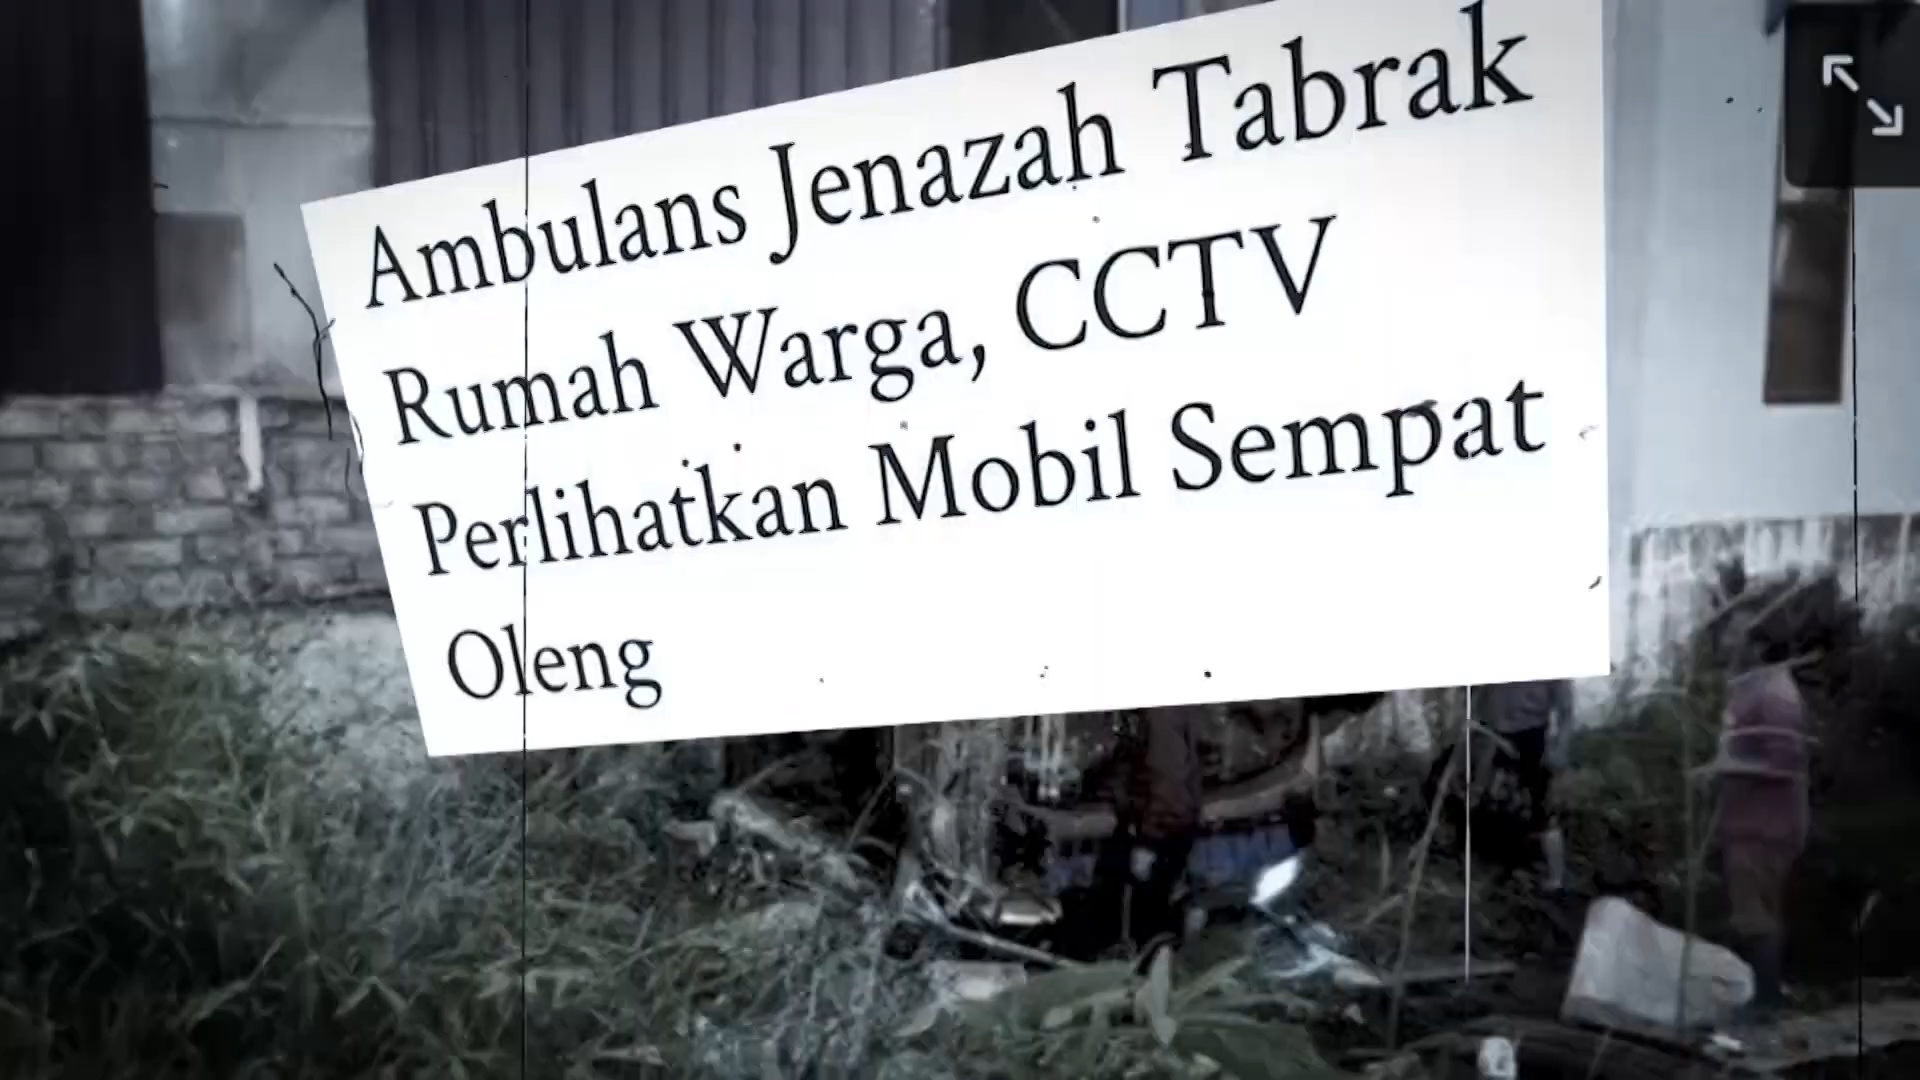 Ambulans Jenazah Tabrak
Rumah Warga, CCTV
Perlihatkan Mobil Sempat
Oleng